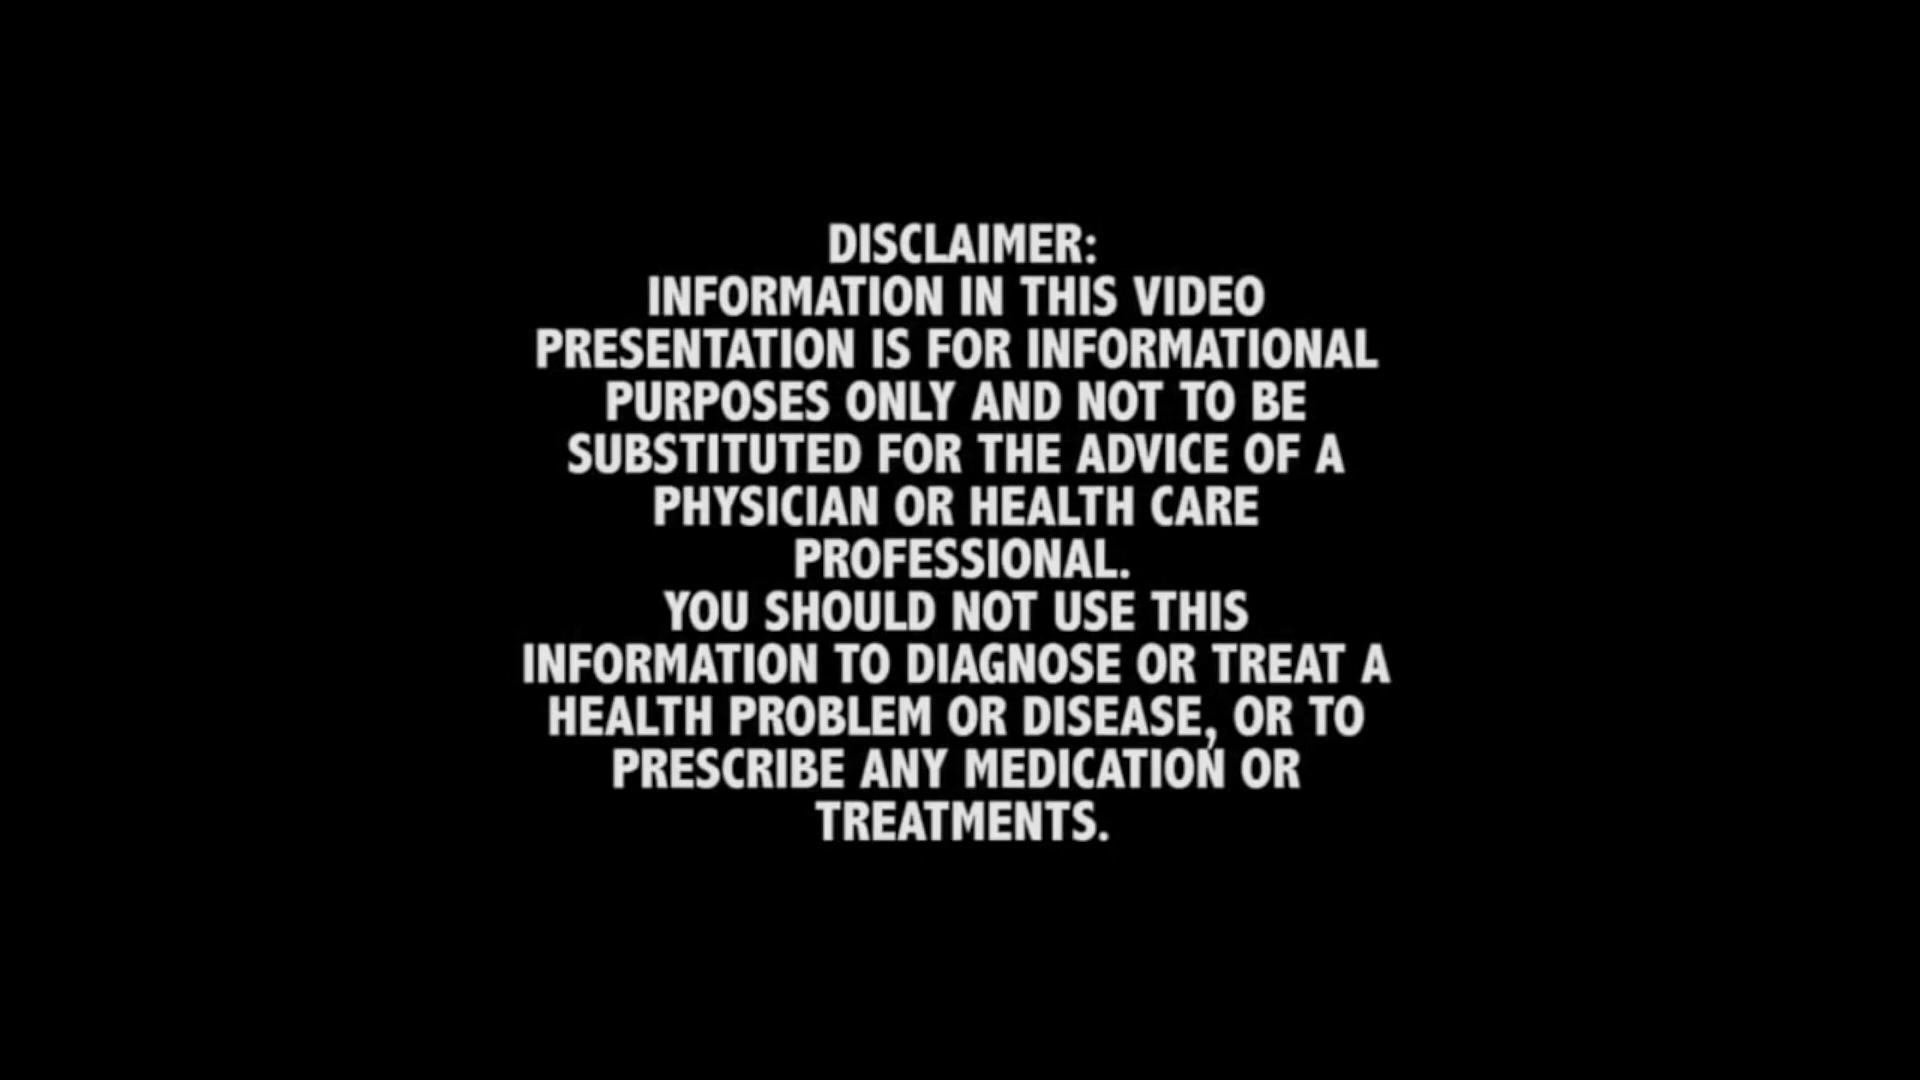 DISCLAIMER:
INFORMATION IN THIS VIDEO
PRESENTATION IS FOR INFORMATIONAL
PURPOSES ONLY AND NOT TO BE
SUBSTITUTED FOR THE ADVICE OF A
PHYSICIAN OR HEALTH CARE
PROFESSIONAL.
YOU SHOULD NOT USE THIS
INFORMATION TO DIAGNOSE OR TREAT A
HEALTH PROBLEM OR DISEASE, OR TO
PRESCRIBE ANY MEDICATION OR
TREATMENTS.